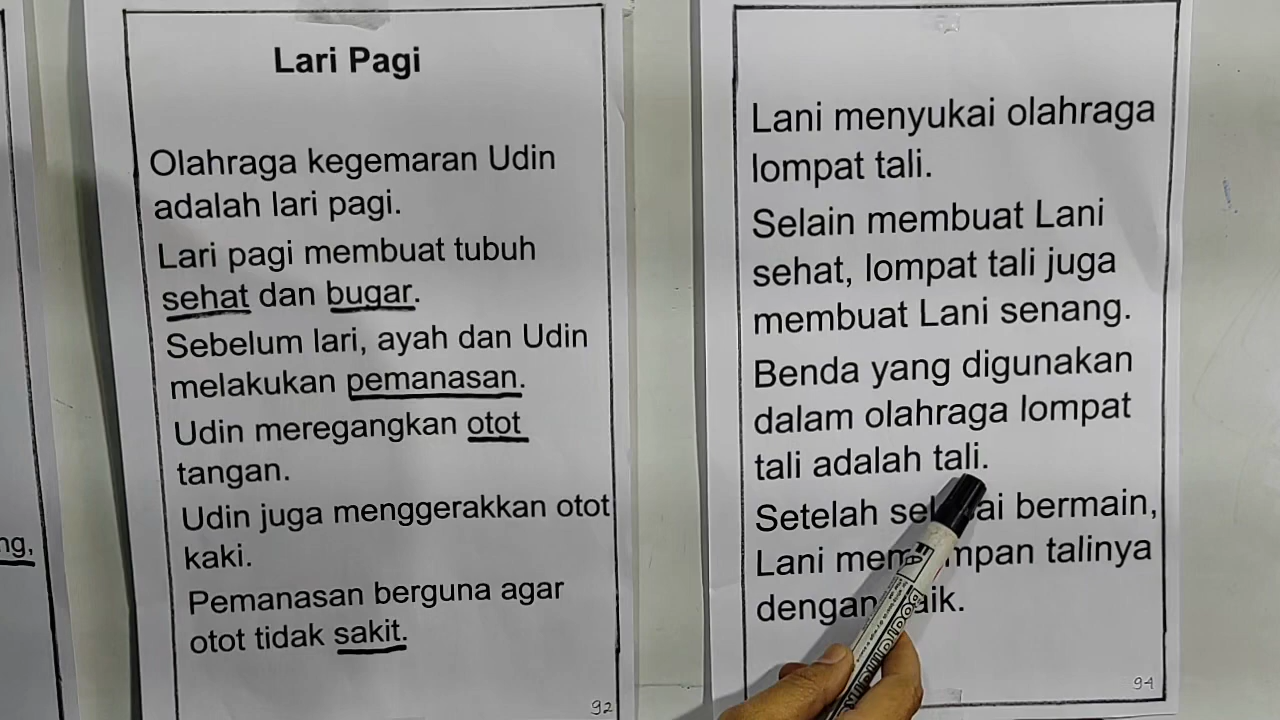 Lari Pagi
Olahraga kegemaran Udin
adalah lari pagi.
Lari pagi membuat tubuh
sehat dan bugar.
Sebelum lari, ayah dan Udin
melakukan pemanasan.
Udin meregangkan otot
tangan.
Udin juga menggerakkan otot
kaki.
Pemanasan berguna agar
otot tidak sakit.
92
Lani menyukai olahraga
lompat tali.
Selain membuat Lani
sehat, lompat tali juga
membuat Lani senang.
Benda yang digunakan
dalam olahraga lompat
tali adalah tali.
Setelah bermain,
Lani talinya
dengan
94
ng,